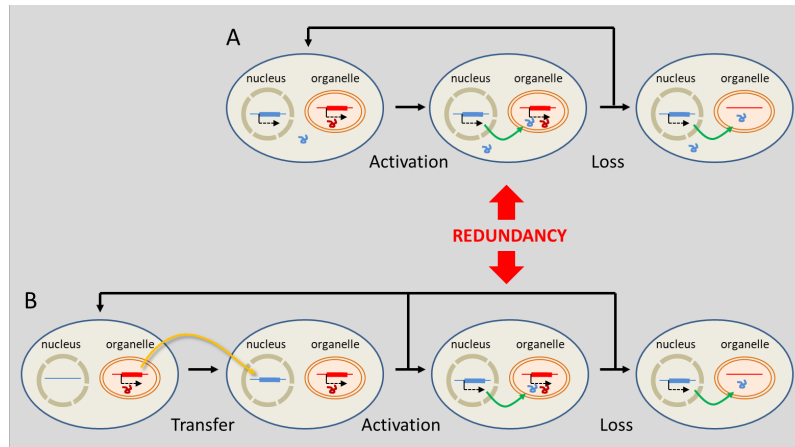 A
nucleus organelle
nucleus organelle
nucleus organelle
Activation
Loss
REDUNDANCY
B
nucleus organelle
nucleus organelle
nucleus organelle
nucleus organelle
Transfer
Activation
Loss